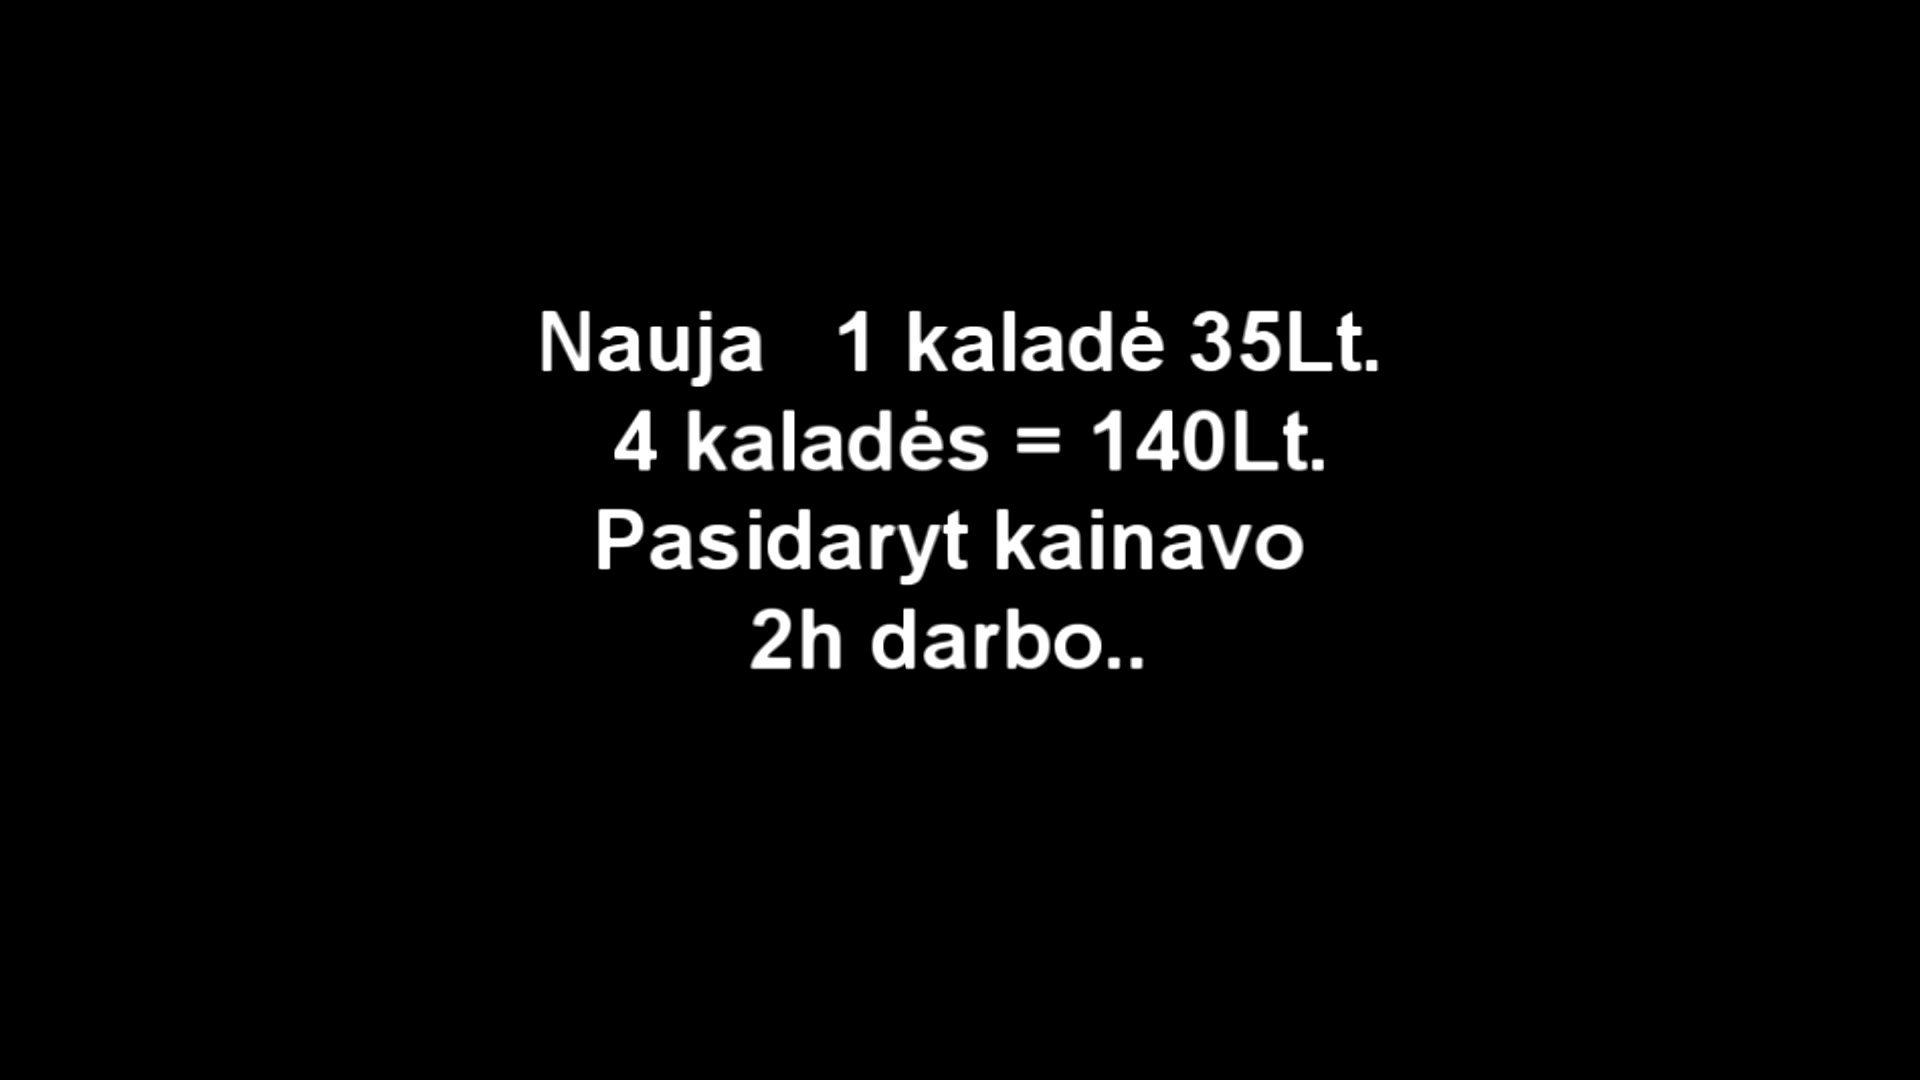 Nauja 1 kaladė 35Lt.
4 kaladės = 140Lt.
Pasidaryt kainavo
2h darbo..